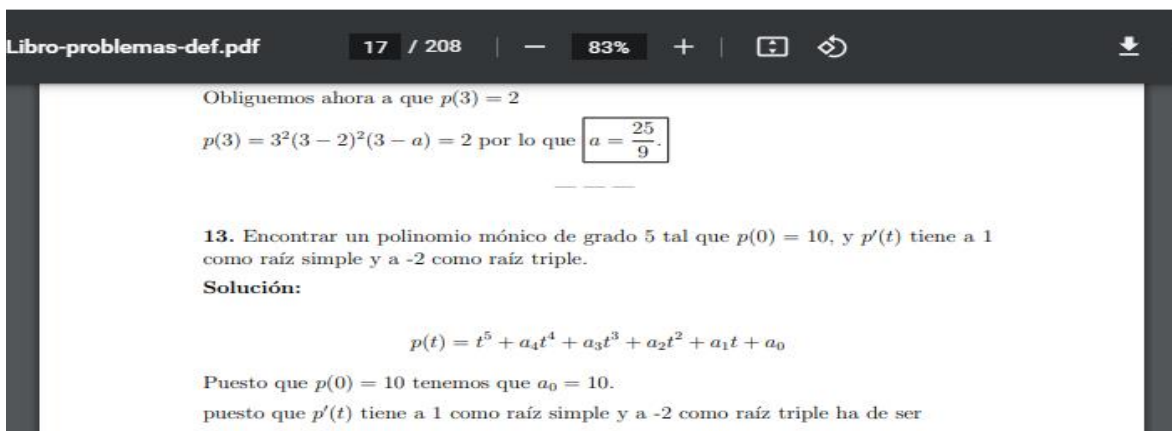 Libro-problemas-def.pdf 17 / 208 | — 83% + |
Obliguemos ahora a que p(3) = 2
p(3) = 3²(3 − 2)²(3 − a) = 2 por lo que a = 25/9.
13. Encontrar un polinomio mónico de grado 5 tal que p(0) = 10, y p′(t) tiene a 1
como raíz simple y a -2 como raíz triple.
Solución:
p(t) = t⁵ + a₄t⁴ + a₃t³ + a₂t² + a₁t + a₀
Puesto que p(0) = 10 tenemos que a₀ = 10.
puesto que p′(t) tiene a 1 como raíz simple y a -2 como raíz triple ha de ser